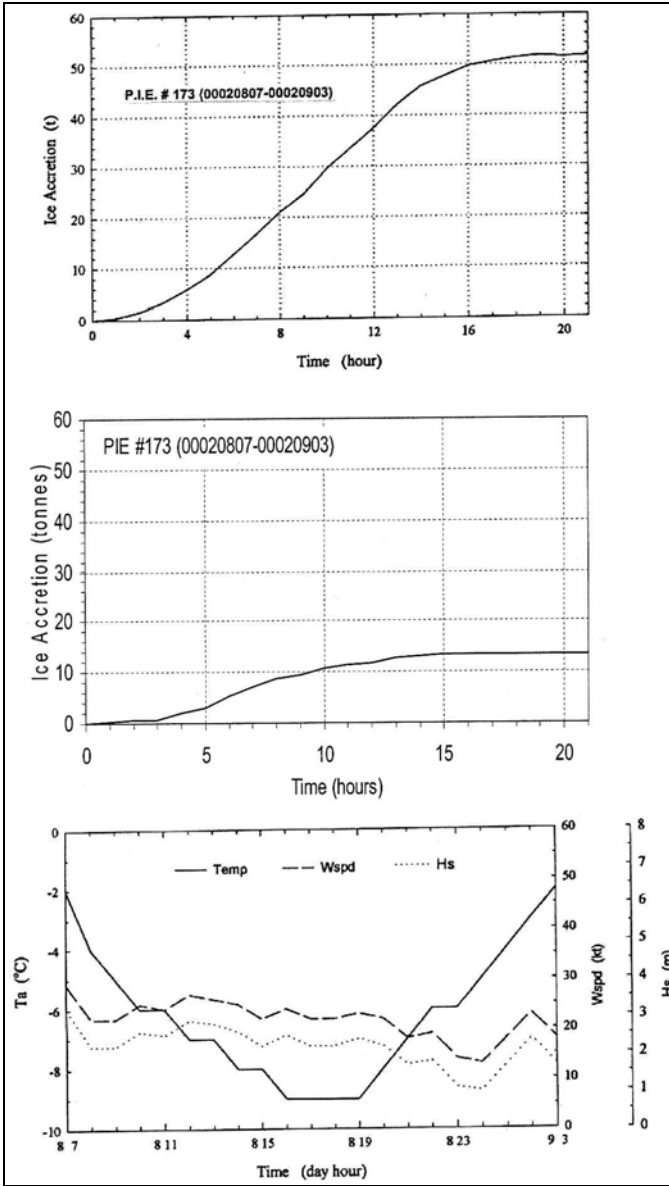 60
50
P.I.E. # 173 (00020807-00020903)
40
30
20
10
0
Ice Accretion (t)
0 4 8 12 16 20
Time (hour)
60
PIE #173 (00020807-00020903)
50
40
30
20
10
0
Ice Accretion (tonnes)
0 5 10 15 20
Time (hours)
0
-2
-4
-6
-8
-10
Ta (°C)
Temp Wspd Hs
60
50
40
30
20
10
0
Wspd (kt)
8
7
6
5
4
3
2
1
0
Hs (m)
8 7 8 11 8 15 8 19 8 23 9 3
Time (day hour)